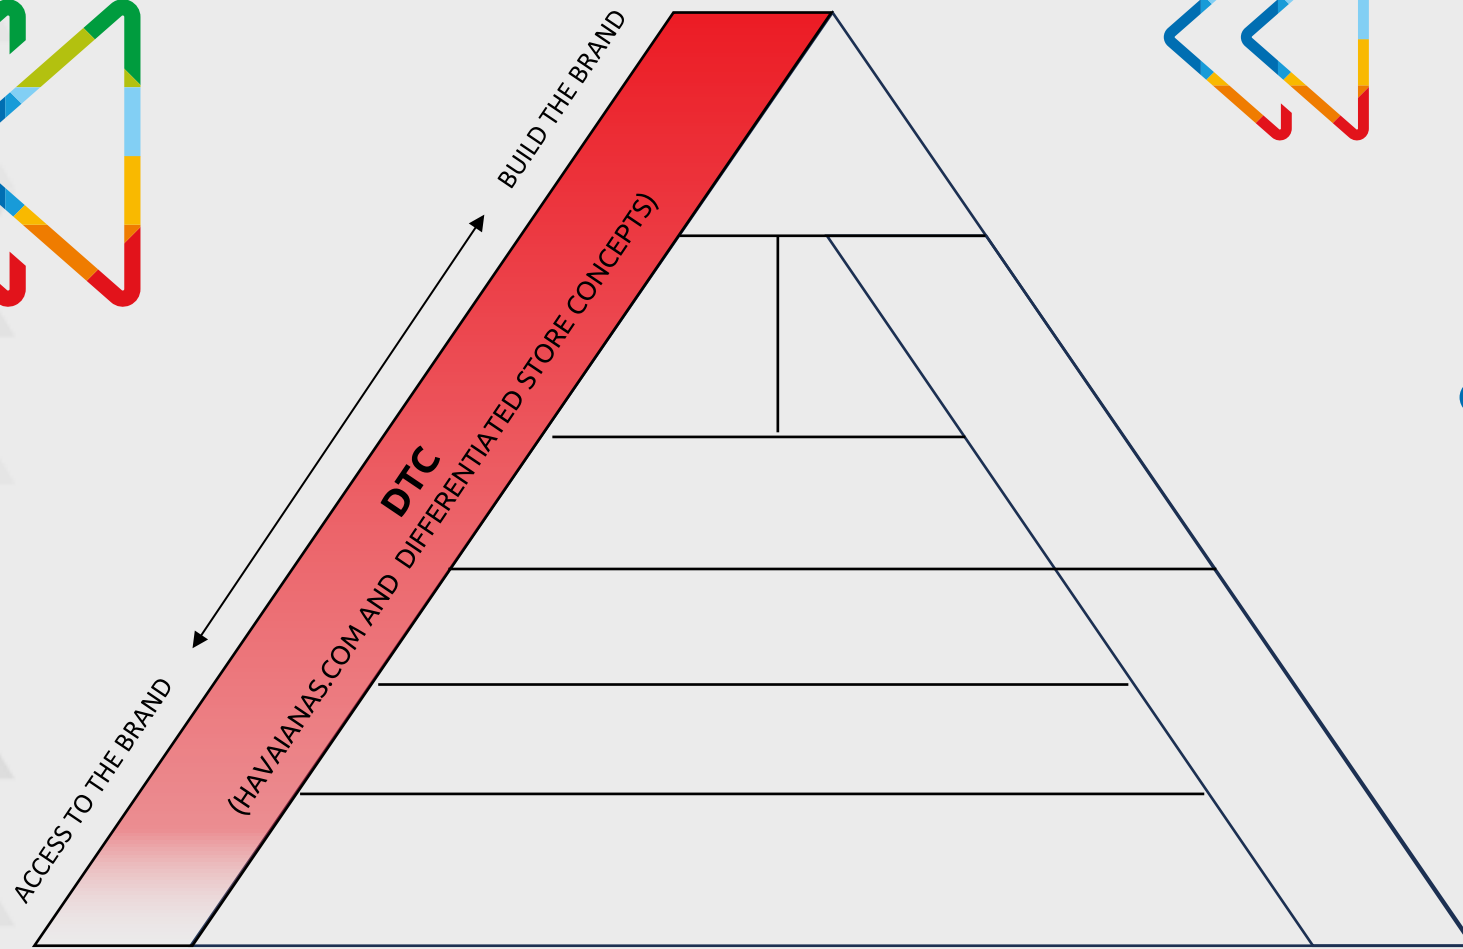 BUILD THE BRAND
DTC
(HAVAIANAS.COM AND DIFFERENTIATED STORE CONCEPTS)
ACCESS TO THE BRAND